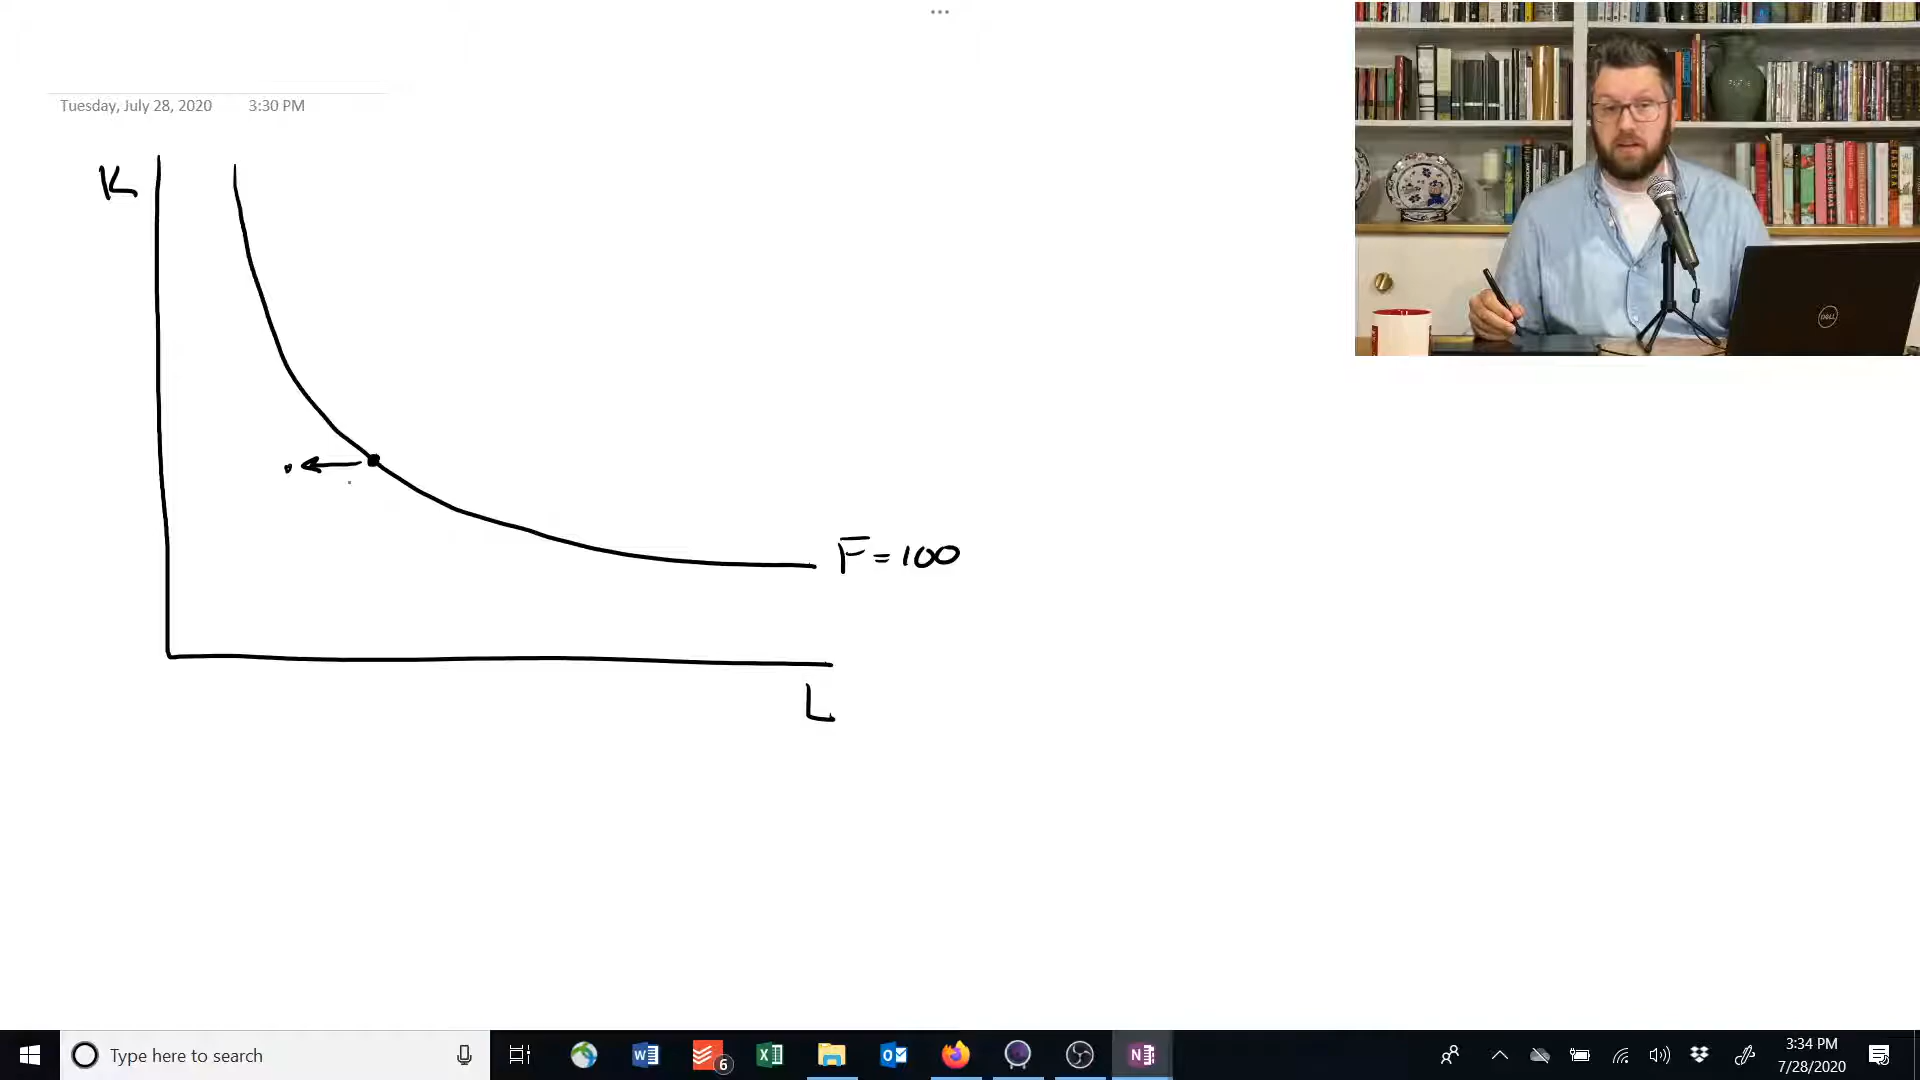 Tuesday, July 28, 2020 3:30 PM
K
F̅ = 100
L
DELL
Type here to search
6
3:34 PM
7/28/2020